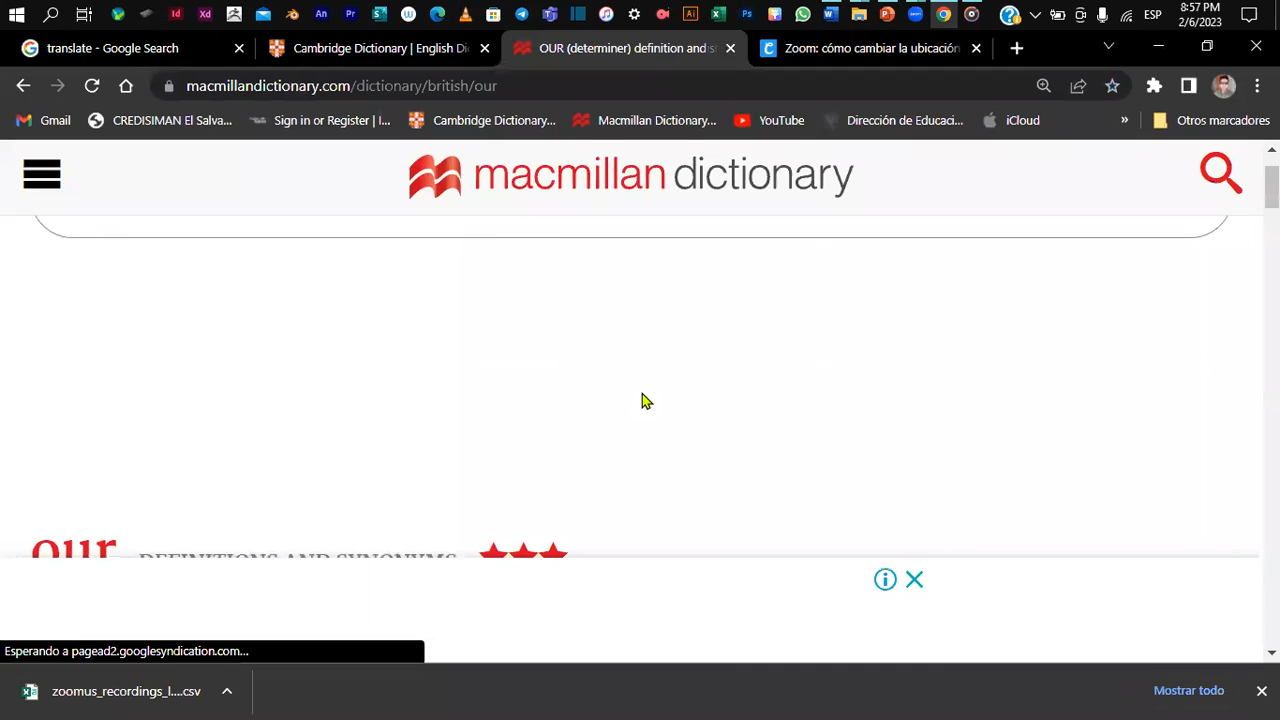 8:57 PM
ESP
2/6/2023
translate - Google Search
Cambridge Dictionary | English Di
OUR (determiner) definition and s
Zoom: cómo cambiar la ubicación
macmillandictionary.com/dictionary/british/our
Gmail
CREDISIMAN El Salva...
Sign in or Register | I...
Cambridge Dictionary...
Macmillan Dictionary...
YouTube
Dirección de Educaci...
iCloud
»
Otros marcadores
macmillan dictionary
our DEFINITIONS AND SYNONYMS ★★★
Esperando a pagead2.googlesyndication.com...
zoomus_recordings_l....csv
Mostrar todo